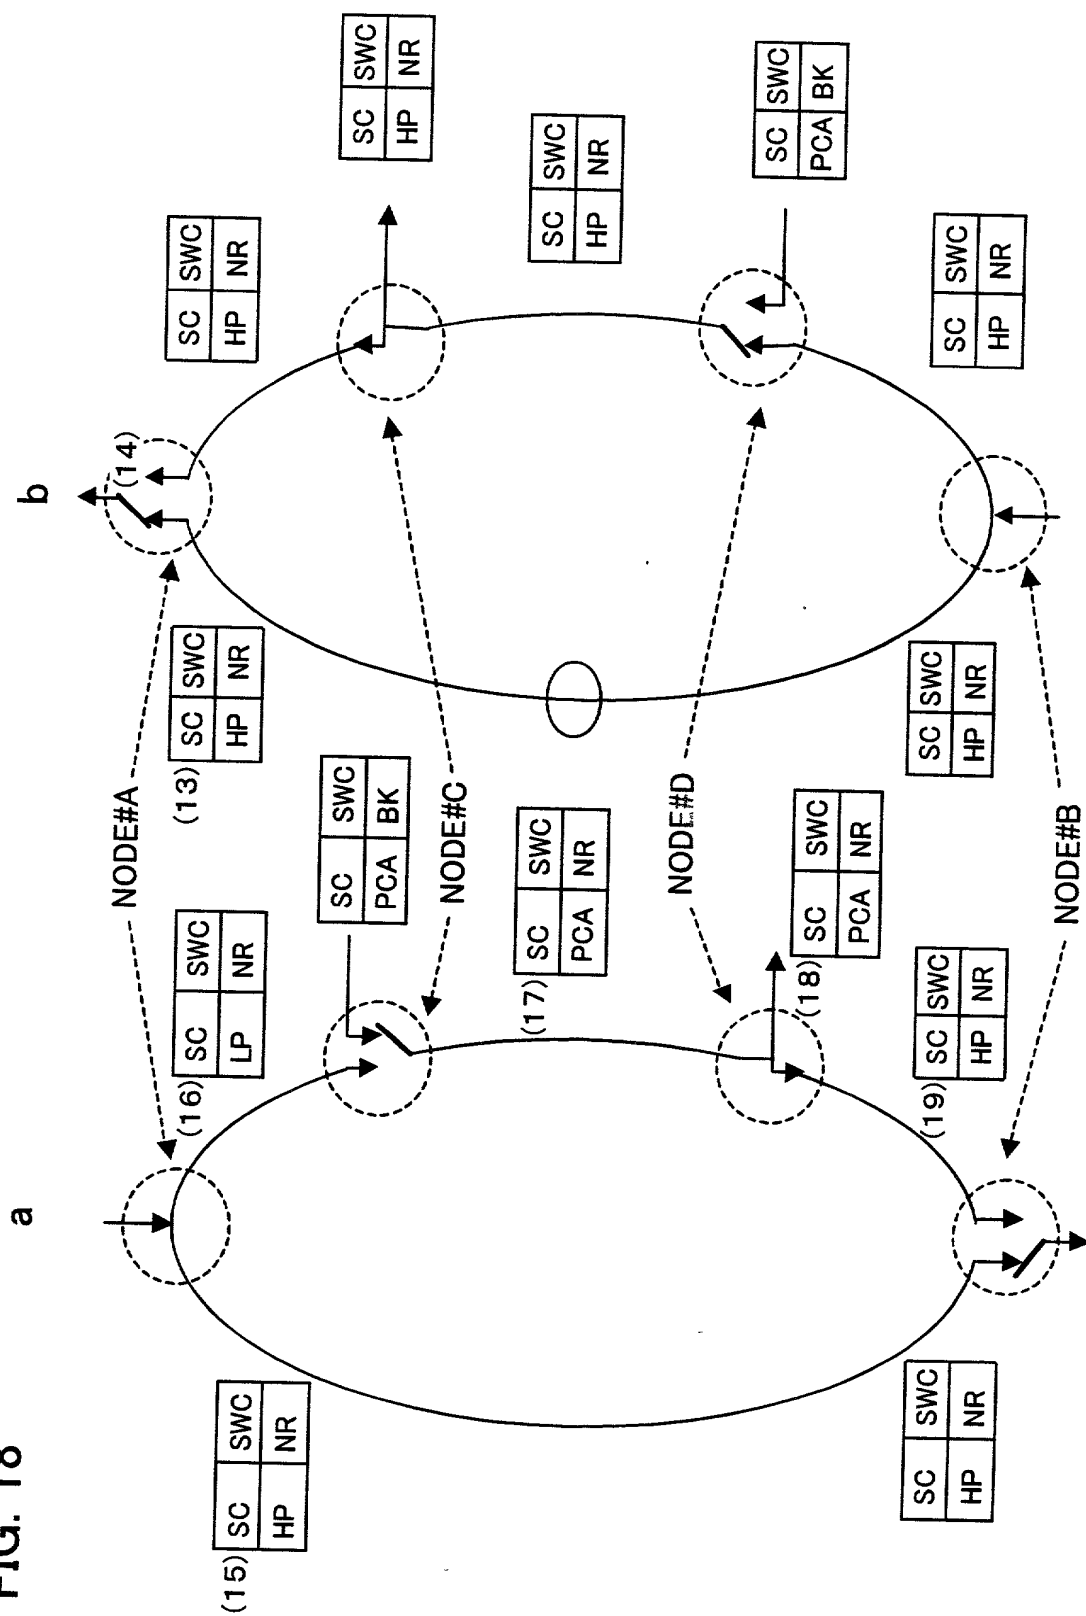 FIG. 18
a
b
NODE#A
NODE#C
NODE#D
NODE#B
(15)
SC SWC
HP NR
(16)
SC SWC
LP NR
SC SWC
PCA BK
(17)
SC SWC
PCA NR
(18)
SC SWC
PCA NR
(19)
SC SWC
HP NR
SC SWC
HP NR
(13)
SC SWC
HP NR
(14)
SC SWC
HP NR
SC SWC
HP NR
SC SWC
HP NR
SC SWC
PCA BK
SC SWC
HP NR
SC SWC
HP NR